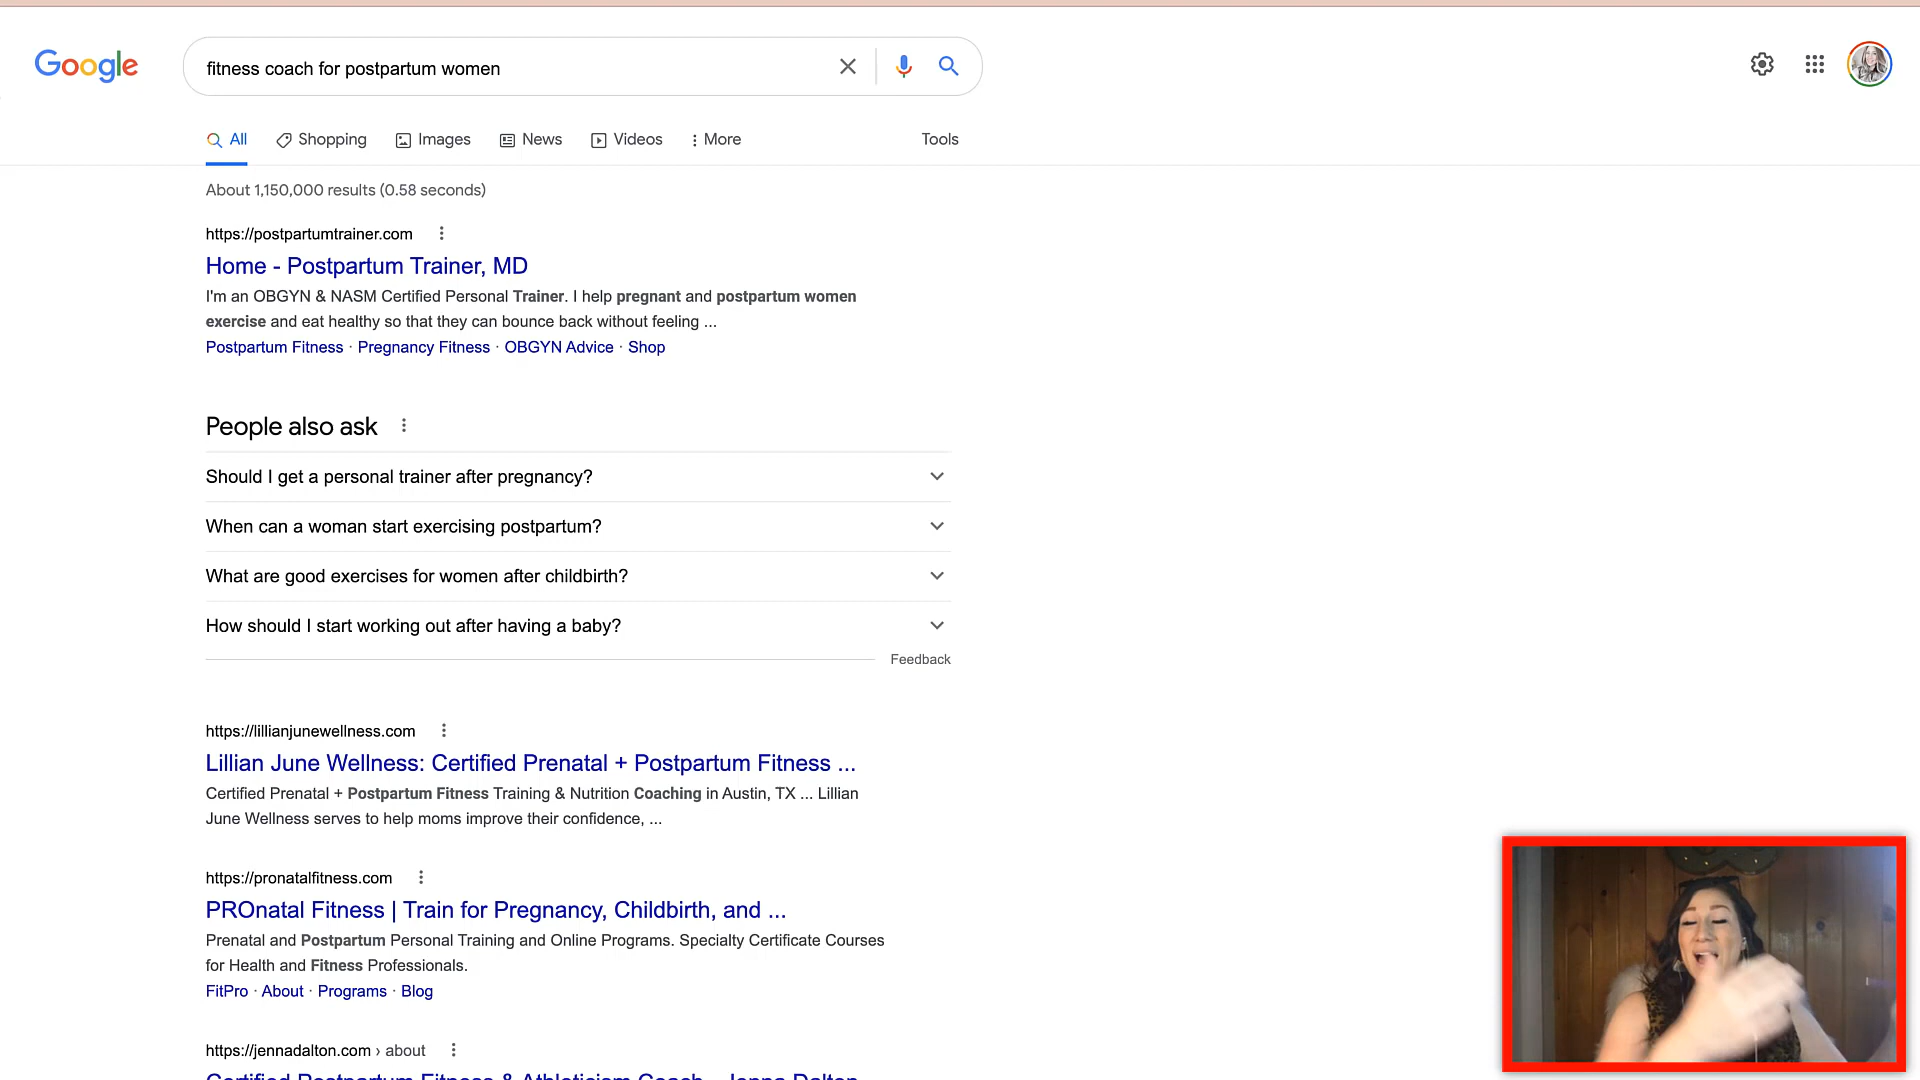 Google
fitness coach for postpartum women
All
Shopping
Images
News
Videos
More
Tools
About 1,150,000 results (0.58 seconds)
https://postpartumtrainer.com
Home - Postpartum Trainer, MD
I'm an OBGYN & NASM Certified Personal Trainer. I help pregnant and postpartum women
exercise and eat healthy so that they can bounce back without feeling ...
Postpartum Fitness · Pregnancy Fitness · OBGYN Advice · Shop
People also ask
Should I get a personal trainer after pregnancy?
When can a woman start exercising postpartum?
What are good exercises for women after childbirth?
How should I start working out after having a baby?
Feedback
https://lillianjunewellness.com
Lillian June Wellness: Certified Prenatal + Postpartum Fitness ...
Certified Prenatal + Postpartum Fitness Training & Nutrition Coaching in Austin, TX ... Lillian
June Wellness serves to help moms improve their confidence, ...
https://pronatalfitness.com
PROnatal Fitness | Train for Pregnancy, Childbirth, and ...
Prenatal and Postpartum Personal Training and Online Programs. Specialty Certificate Courses
for Health and Fitness Professionals.
FitPro · About · Programs · Blog
https://jennadalton.com › about
Certified Postpartum Fitness & Athleticism Coach - Jenna Dalton